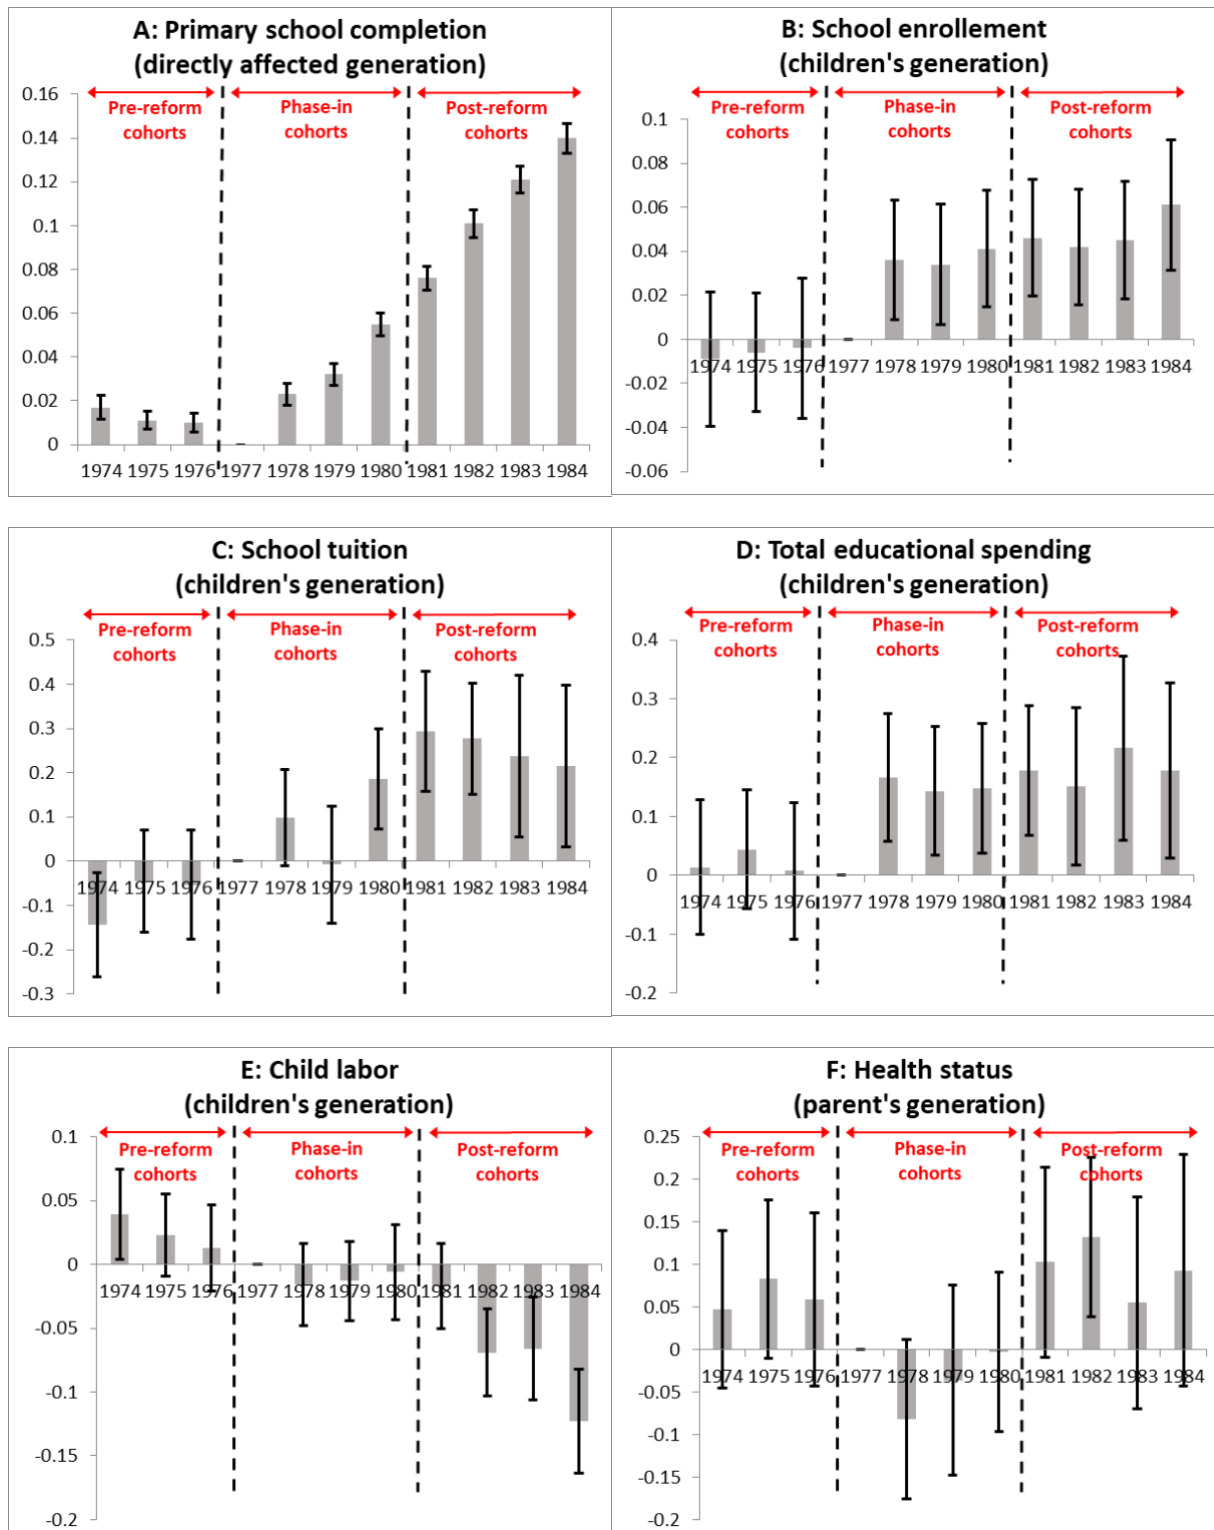 A: Primary school completion
(directly affected generation)
Pre-reform
cohorts
Phase-in
cohorts
Post-reform
cohorts
0.16
0.14
0.12
0.1
0.08
0.06
0.04
0.02
0
1974 1975 1976 1977 1978 1979 1980 1981 1982 1983 1984
B: School enrollement
(children's generation)
Pre-reform
cohorts
Phase-in
cohorts
Post-reform
cohorts
0.1
0.08
0.06
0.04
0.02
0
-0.02
-0.04
-0.06
1974 1975 1976 1977 1978 1979 1980 1981 1982 1983 1984
C: School tuition
(children's generation)
Pre-reform
cohorts
Phase-in
cohorts
Post-reform
cohorts
0.5
0.4
0.3
0.2
0.1
0
-0.1
-0.2
-0.3
1974 1975 1976 1977 1978 1979 1980 1981 1982 1983 1984
D: Total educational spending
(children's generation)
Pre-reform
cohorts
Phase-in
cohorts
Post-reform
cohorts
0.4
0.3
0.2
0.1
0
-0.1
-0.2
1974 1975 1976 1977 1978 1979 1980 1981 1982 1983 1984
E: Child labor
(children's generation)
Pre-reform
cohorts
Phase-in
cohorts
Post-reform
cohorts
0.1
0.05
0
-0.05
-0.1
-0.15
-0.2
1974 1975 1976 1977 1978 1979 1980 1981 1982 1983 1984
F: Health status
(parent's generation)
Pre-reform
cohorts
Phase-in
cohorts
Post-reform
cohorts
0.25
0.2
0.15
0.1
0.05
0
-0.05
-0.1
-0.15
-0.2
1974 1975 1976 1977 1978 1979 1980 1981 1982 1983 1984